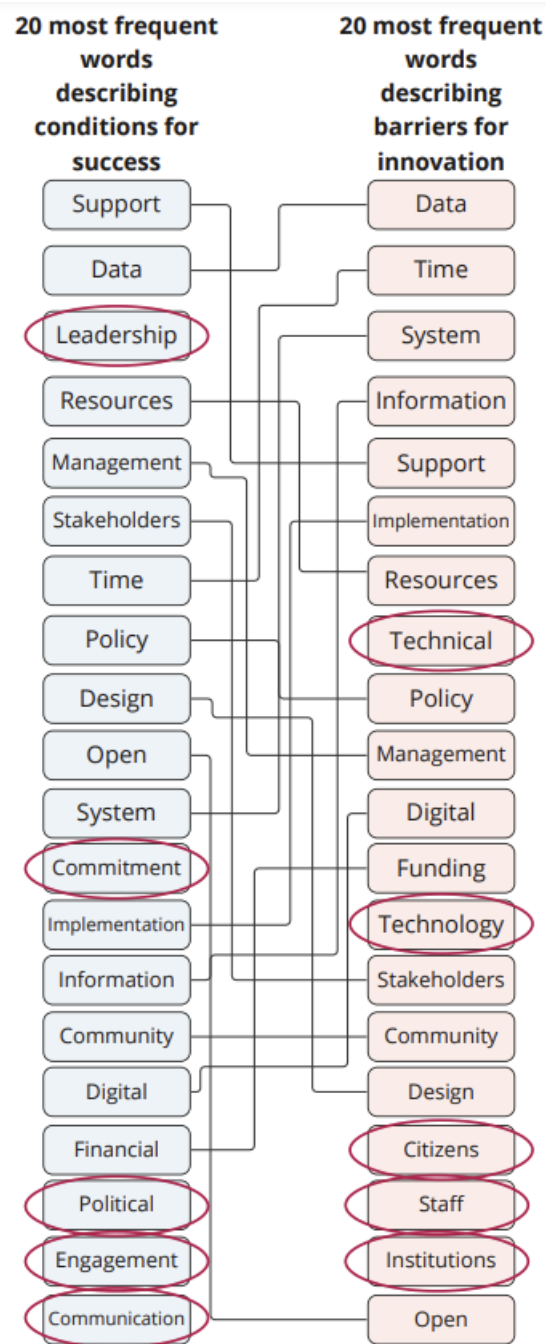 20 most frequent
words
describing
conditions for
success
Support
Data
Leadership
Resources
Management
Stakeholders
Time
Policy
Design
Open
System
Commitment
Implementation
Information
Community
Digital
Financial
Political
Engagement
Communication
20 most frequent
words
describing
barriers for
innovation
Data
Time
System
Information
Support
Implementation
Resources
Technical
Policy
Management
Digital
Funding
Technology
Stakeholders
Community
Design
Citizens
Staff
Institutions
Open